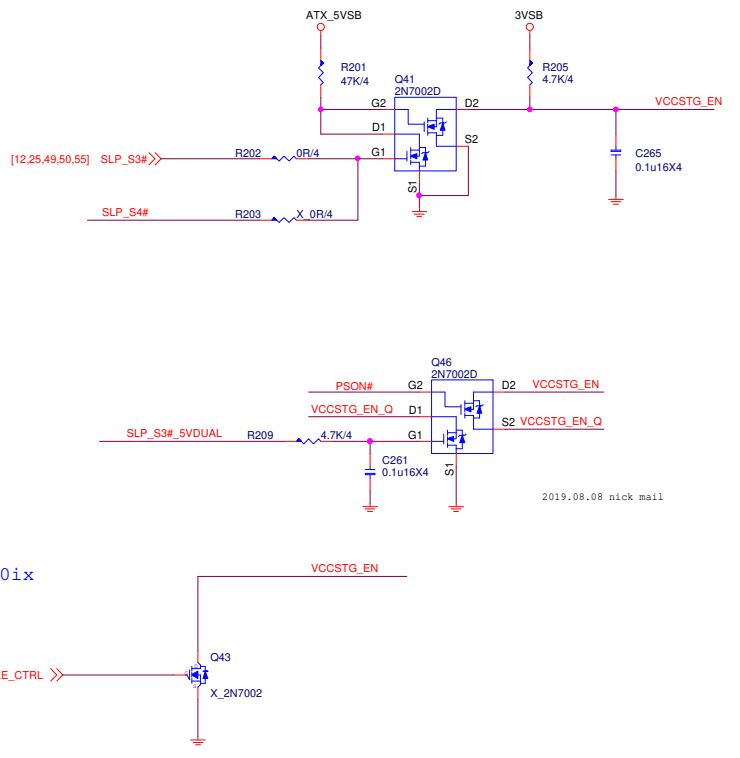 ATX_5VSB
3VSB
R201
47K/4
Q41
2N7002D
R205
4.7K/4
G2
D2
VCCSTG_EN
D1
S2
[12,25,49,50,55] SLP_S3#
R202
0R/4
G1
C265
0.1u16X4
S1
SLP_S4#
R203
X_0R/4
Q46
2N7002D
PSON#
G2
D2
VCCSTG_EN
VCCSTG_EN_Q
D1
S2
VCCSTG_EN_Q
SLP_S3#_5VDUAL
R209
4.7K/4
G1
C261
0.1u16X4
S1
2019.08.08 nick mail
0ix
VCCSTG_EN
E_CTRL
Q43
X_2N7002